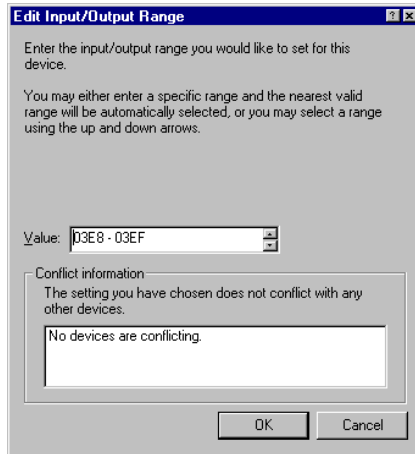 Edit Input/Output Range
Enter the input/output range you would like to set for this
device.
You may either enter a specific range and the nearest valid
range will be automatically selected, or you may select a range
using the up and down arrows.
Value: 03E8 - 03EF
Conflict information
The setting you have chosen does not conflict with any
other devices.
No devices are conflicting.
OK Cancel